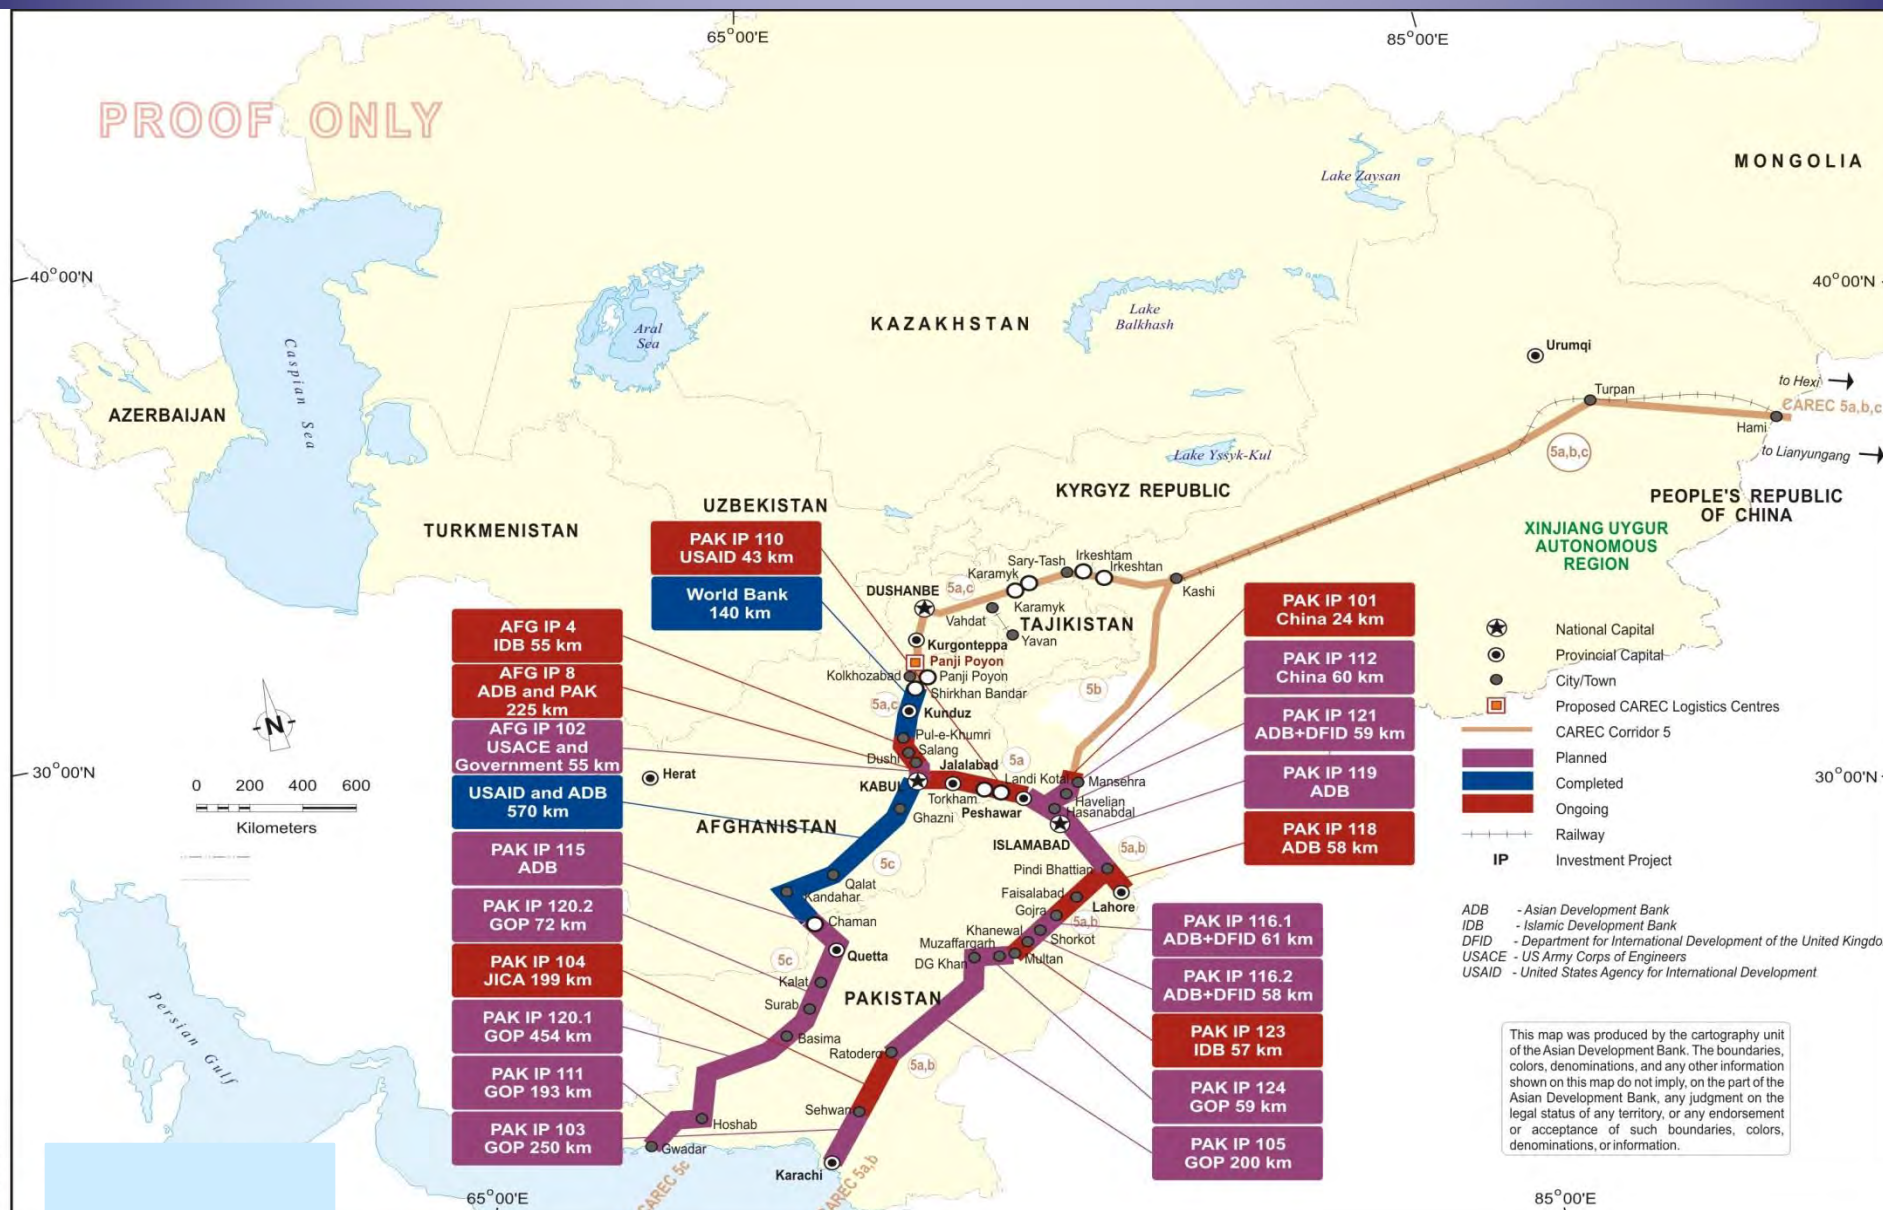 65°00'E
85°00'E
PROOF ONLY
MONGOLIA
Lake Zaysan
40°00'N
40°00'N
KAZAKHSTAN
Aral
Sea
Lake
Balkhash
Caspian Sea
Urumqi
to Hexi
Turpan
CAREC 5a,b,c
Hami
AZERBAIJAN
5a,b,c
to Lianyungang
Lake Yssyk-Kul
KYRGYZ REPUBLIC
PEOPLE'S REPUBLIC
OF CHINA
UZBEKISTAN
TURKMENISTAN
XINJIANG UYGUR
AUTONOMOUS
REGION
PAK IP 110
USAID 43 km
World Bank
140 km
Sary-Tash
Irkeshtam
Irkeshtan
Karamyk
Karamyk
Kashi
DUSHANBE
5a,c
Vahdat
TAJIKISTAN
Yavan
Kurgonteppa
Panji Poyon
Kolkhozabad
Panji Poyon
Shirkhan Bandar
5a,c
Kunduz
5b
Pul-e-Khumri
Salang
Dushi
Jalalabad
5a
Landi Kotal
Mansehra
KABUL
Torkham
Peshawar
Havelian
Hasanabdal
Ghazni
ISLAMABAD
Herat
AFGHANISTAN
5c
5a,b
Pindi Bhattian
Qalat
Kandahar
Faisalabad
Lahore
Gojra
5a,b
Chaman
Khanewal
Shorkot
Muzaffargarh
Multan
DG Khan
Quetta
5c
Kalat
PAKISTAN
Surab
Basima
Ratodero
5a,b
Sehwan
Hoshab
Gwadar
Karachi
CAREC 5c
CAREC 5a,b
Persian Gulf
AFG IP 4
IDB 55 km
AFG IP 8
ADB and PAK
225 km
AFG IP 102
USACE and
Government 55 km
USAID and ADB
570 km
PAK IP 115
ADB
PAK IP 120.2
GOP 72 km
PAK IP 104
JICA 199 km
PAK IP 120.1
GOP 454 km
PAK IP 111
GOP 193 km
PAK IP 103
GOP 250 km
PAK IP 101
China 24 km
PAK IP 112
China 60 km
PAK IP 121
ADB+DFID 59 km
PAK IP 119
ADB
PAK IP 118
ADB 58 km
PAK IP 116.1
ADB+DFID 61 km
PAK IP 116.2
ADB+DFID 58 km
PAK IP 123
IDB 57 km
PAK IP 124
GOP 59 km
PAK IP 105
GOP 200 km
N
30°00'N
30°00'N
0 200 400 600
Kilometers
National Capital
Provincial Capital
City/Town
Proposed CAREC Logistics Centres
CAREC Corridor 5
Planned
Completed
Ongoing
Railway
IP Investment Project
ADB - Asian Development Bank
IDB - Islamic Development Bank
DFID - Department for International Development of the United Kingdo
USACE - US Army Corps of Engineers
USAID - United States Agency for International Development
This map was produced by the cartography unit
of the Asian Development Bank. The boundaries,
colors, denominations, and any other information
shown on this map do not imply, on the part of the
Asian Development Bank, any judgment on the
legal status of any territory, or any endorsement
or acceptance of such boundaries, colors,
denominations, or information.
65°00'E
85°00'E